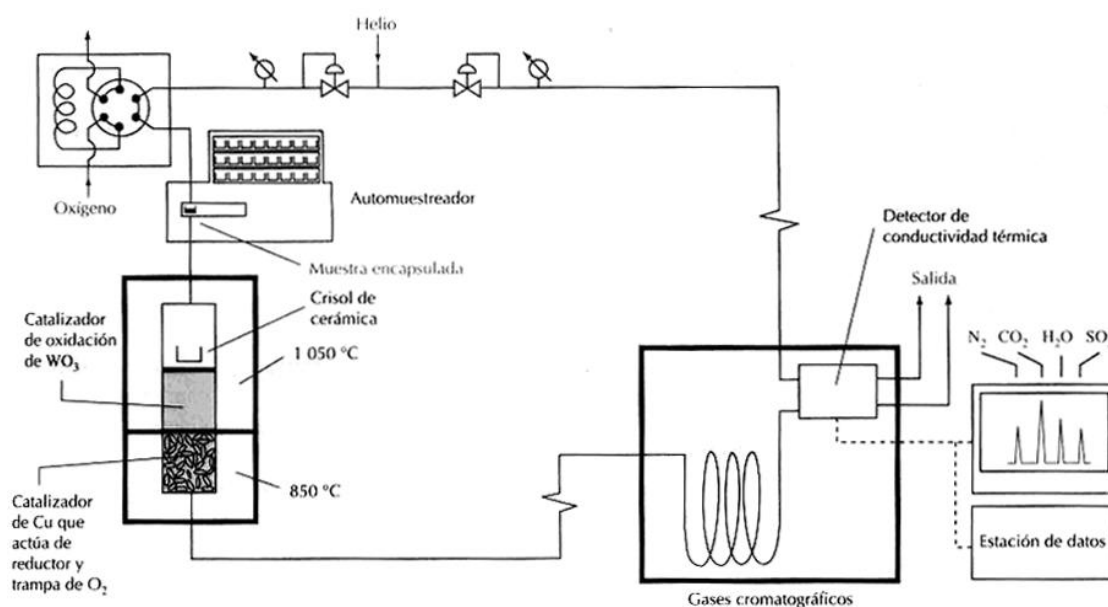 Helio
Oxígeno
Automuestreador
Muestra encapsulada
Detector de
conductividad térmica
Salida
Catalizador
de oxidación
de WO3
Crisol de
cerámica
1 050 °C
N2 CO2 H2O SO
850 °C
Catalizador
de Cu que
actúa de
reductor y
trampa de O2
Estación de datos
Gases cromatográficos